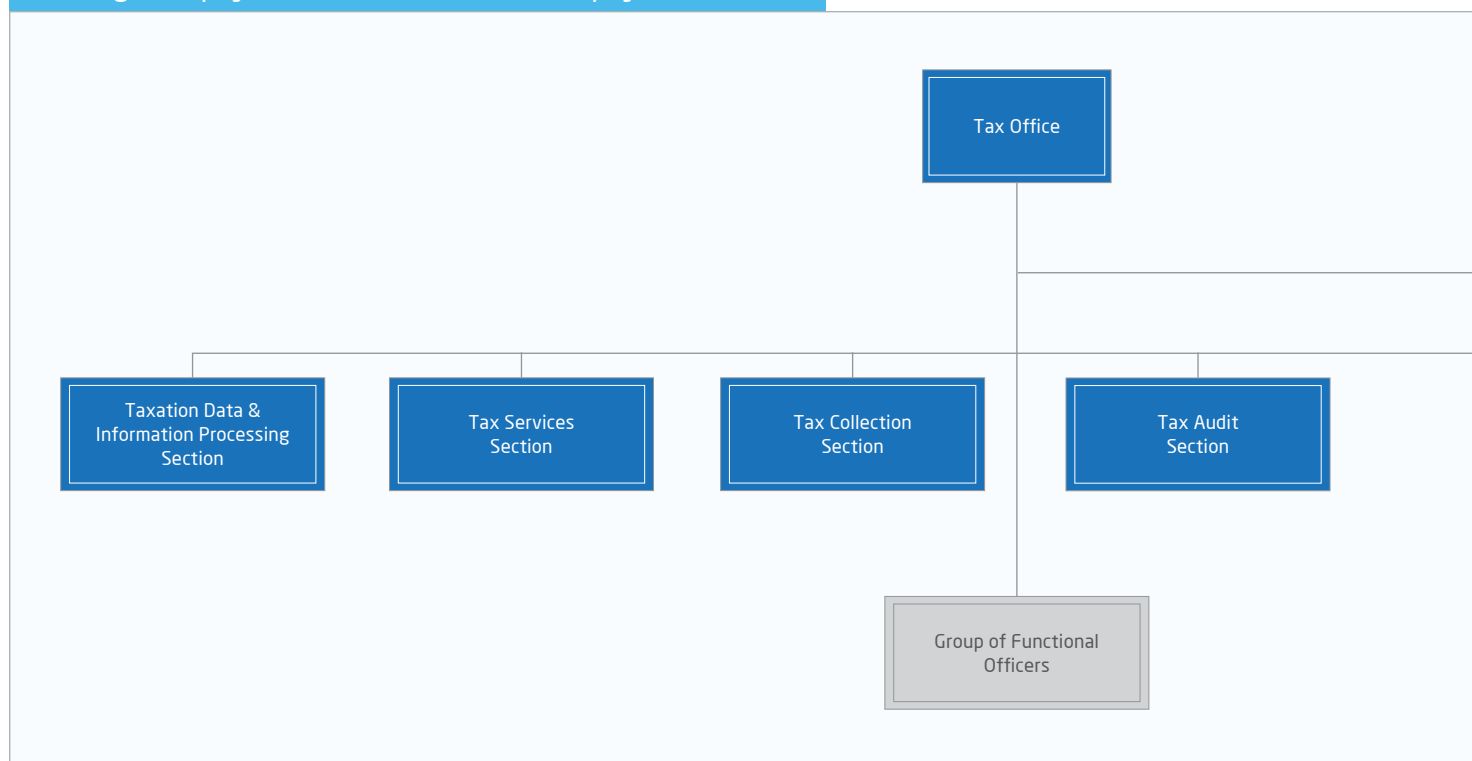 Tax Office
Taxation Data &
Information Processing
Section
Tax Services
Section
Tax Collection
Section
Tax Audit
Section
Group of Functional
Officers